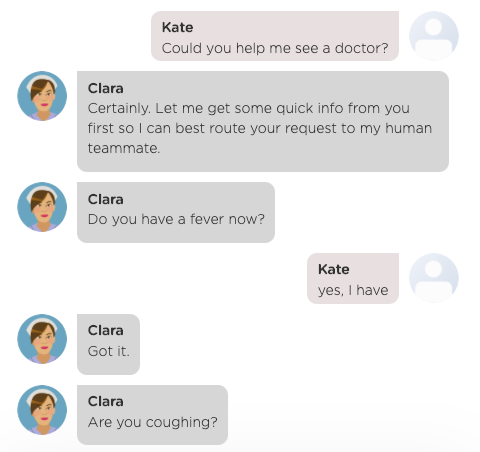 Kate
Could you help me see a doctor?
Clara
Certainly. Let me get some quick info from you
first so I can best route your request to my human
teammate.
Clara
Do you have a fever now?
Kate
yes, I have
Clara
Got it.
Clara
Are you coughing?